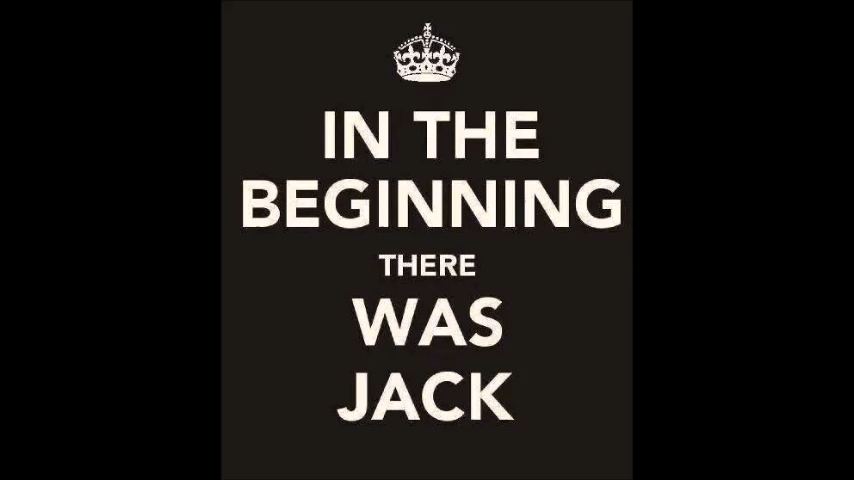 IN THE
BEGINNING
THERE
WAS
JACK